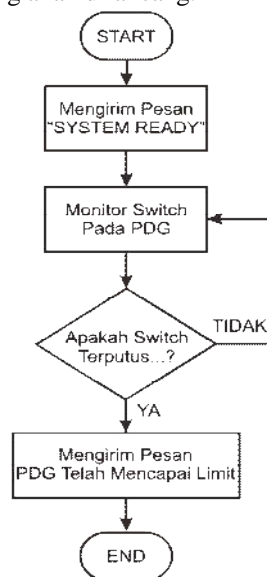 START
Mengirim Pesan
"SYSTEM READY"
Monitor Switch
Pada PDG
Apakah Switch
Terputus...?
TIDAK
YA
Mengirim Pesan
PDG Telah Mencapai Limit
END